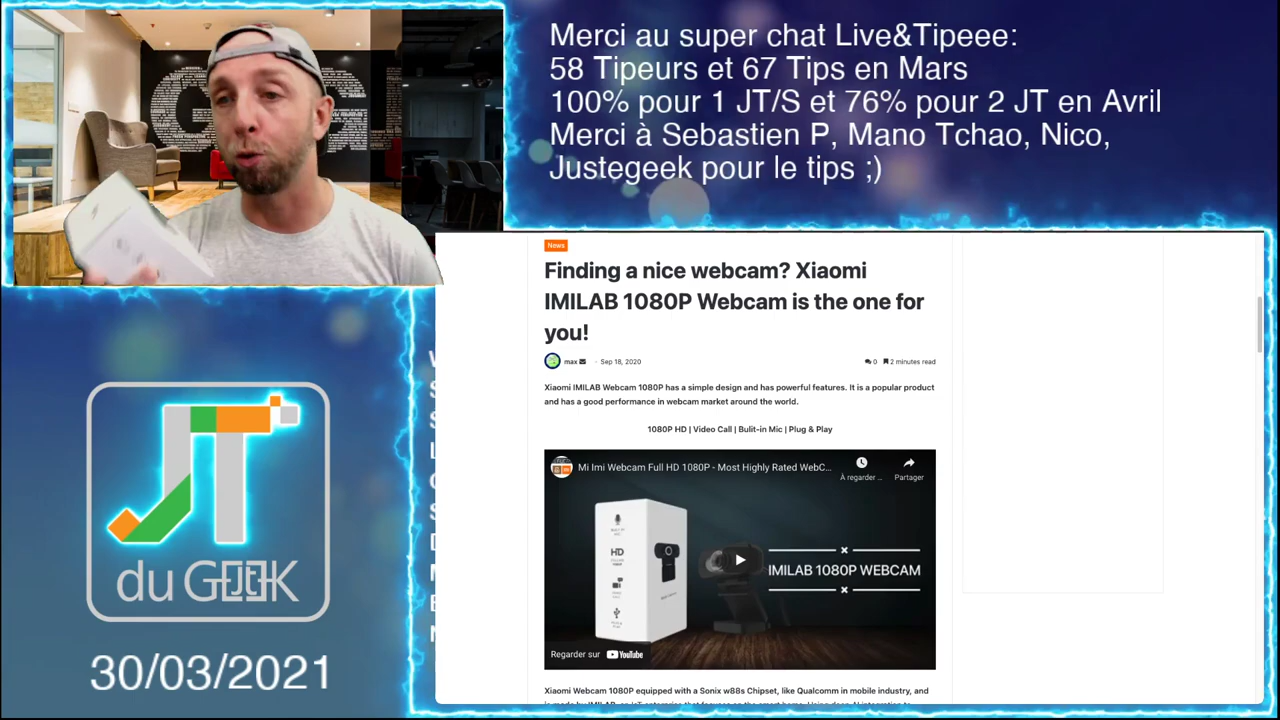 Merci au super chat Live&Tipeee:
58 Tipeurs et 67 Tips en Mars
100% pour 1 JT/S et 76% pour 2 JT en Avril
Merci à Sebastien P, Mano Tchao, Nico,
Justegeek pour le tips ;)
News
Finding a nice webcam? Xiaomi
IMILAB 1080P Webcam is the one for
you!
max
Sep 18, 2020
0
2 minutes read
Xiaomi IMILAB Webcam 1080P has a simple design and has powerful features. It is a popular product
and has a good performance in webcam market around the world.
1080P HD | Video Call | Bulit-in Mic | Plug & Play
Mi Imi Webcam Full HD 1080P - Most Highly Rated WebC...
À regarder ...
Partager
HD
IMILAB 1080P WEBCAM
Regarder sur YouTube
Xiaomi Webcam 1080P equipped with a Sonix w88s Chipset, like Qualcomm in mobile industry, and
JT
du GEEK
30/03/2021